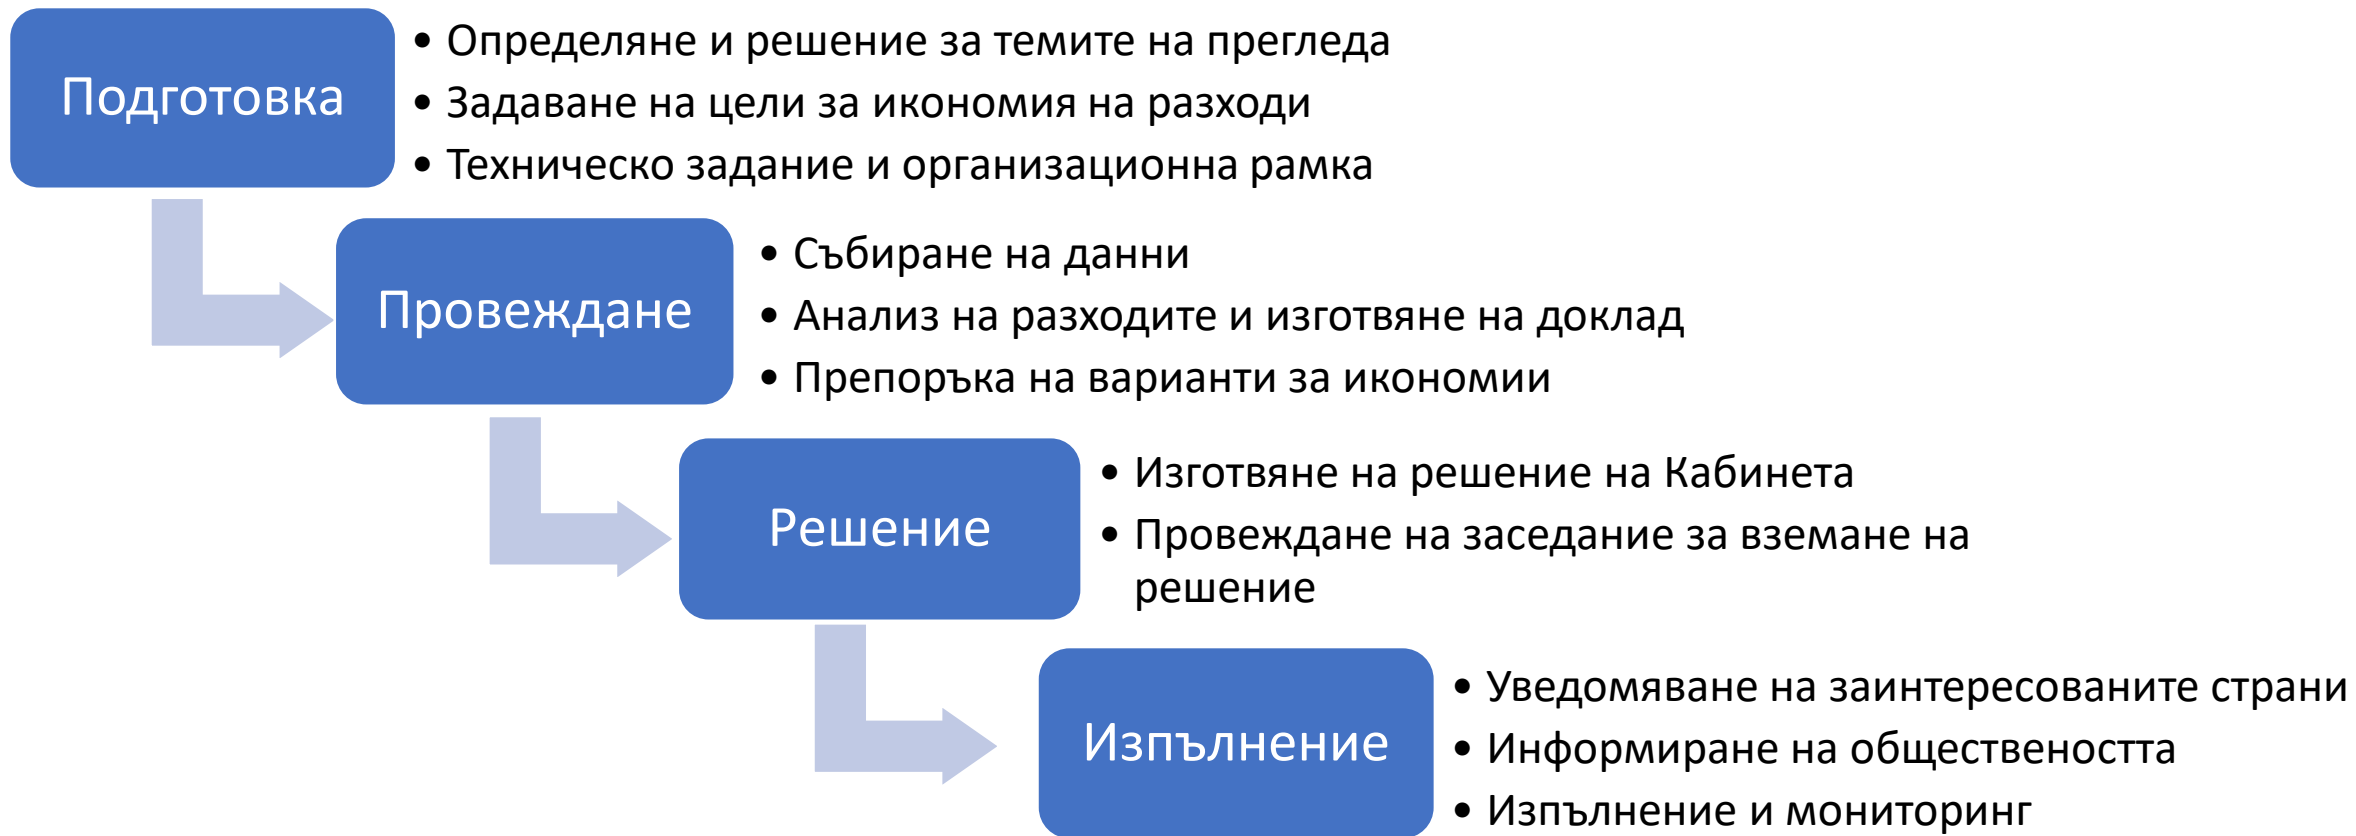 Подготовка
• Определяне и решение за темите на прегледа
• Задаване на цели за икономия на разходи
• Техническо задание и организационна рамка
Провеждане
• Събиране на данни
• Анализ на разходите и изготвяне на доклад
• Препоръка на варианти за икономии
Решение
• Изготвяне на решение на Кабинета
• Провеждане на заседание за вземане на
решение
Изпълнение
• Уведомяване на заинтересованите страни
• Информиране на обществеността
• Изпълнение и мониторинг